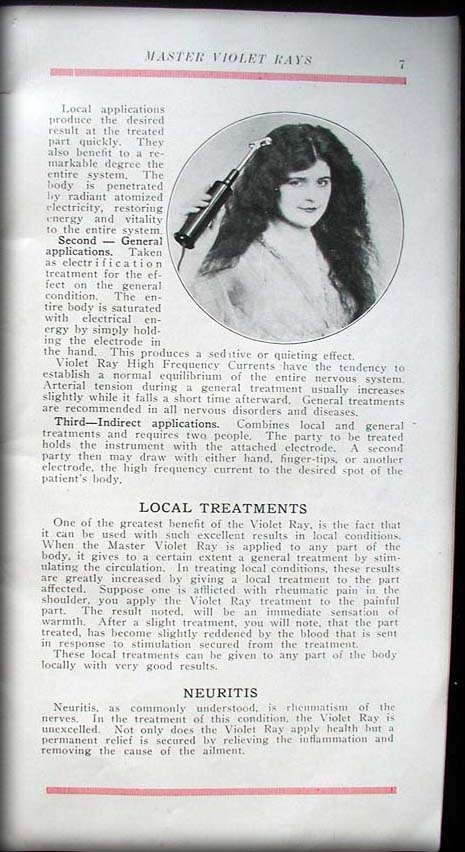 MASTER VIOLET RAYS 7
Local applications
produce the desired
result at the treated
part quickly. They
also benefit to a re-
markable degree the
entire system. The
body is penetrated
by radiant atomized
electricity, restoring
energy and vitality
to the entire system.
Second — General
applications. Taken
as electrification
treatment for the ef-
fect on the general
condition. The en-
tire body is saturated
with electrical en-
ergy by simply hold-
ing the electrode in
the hand. This produces a sedative or quieting effect.
Violet Ray High Frequency Currents have the tendency to
establish a normal equilibrium of the entire nervous system.
Arterial tension during a general treatment usually increases
slightly while it falls a short time afterward. General treatments
are recommended in all nervous disorders and diseases.
Third—Indirect applications. Combines local and general
treatments and requires two people. The party to be treated
holds the instrument with the attached electrode. A second
party then may draw with either hand, finger-tips, or another
electrode, the high frequency current to the desired spot of the
patient's body.
LOCAL TREATMENTS
One of the greatest benefit of the Violet Ray, is the fact that
it can be used with such excellent results in local conditions.
When the Master Violet Ray is applied to any part of the
body, it gives to a certain extent a general treatment by stim-
ulating the circulation. In treating local conditions, these results
are greatly increased by giving a local treatment to the part
affected. Suppose one is afflicted with rheumatic pain in the
shoulder, you apply the Violet Ray treatment to the painful
part. The result noted, will be an immediate sensation of
warmth. After a slight treatment, you will note, that the part
treated, has become slightly reddened by the blood that is sent
in response to stimulation secured from the treatment.
These local treatments can be given to any part of the body
locally with very good results.
NEURITIS
Neuritis, as commonly understood, is rheumatism of the
nerves. In the treatment of this condition, the Violet Ray is
unexcelled. Not only does the Violet Ray apply health but a
permanent relief is secured by relieving the inflammation and
removing the cause of the ailment.